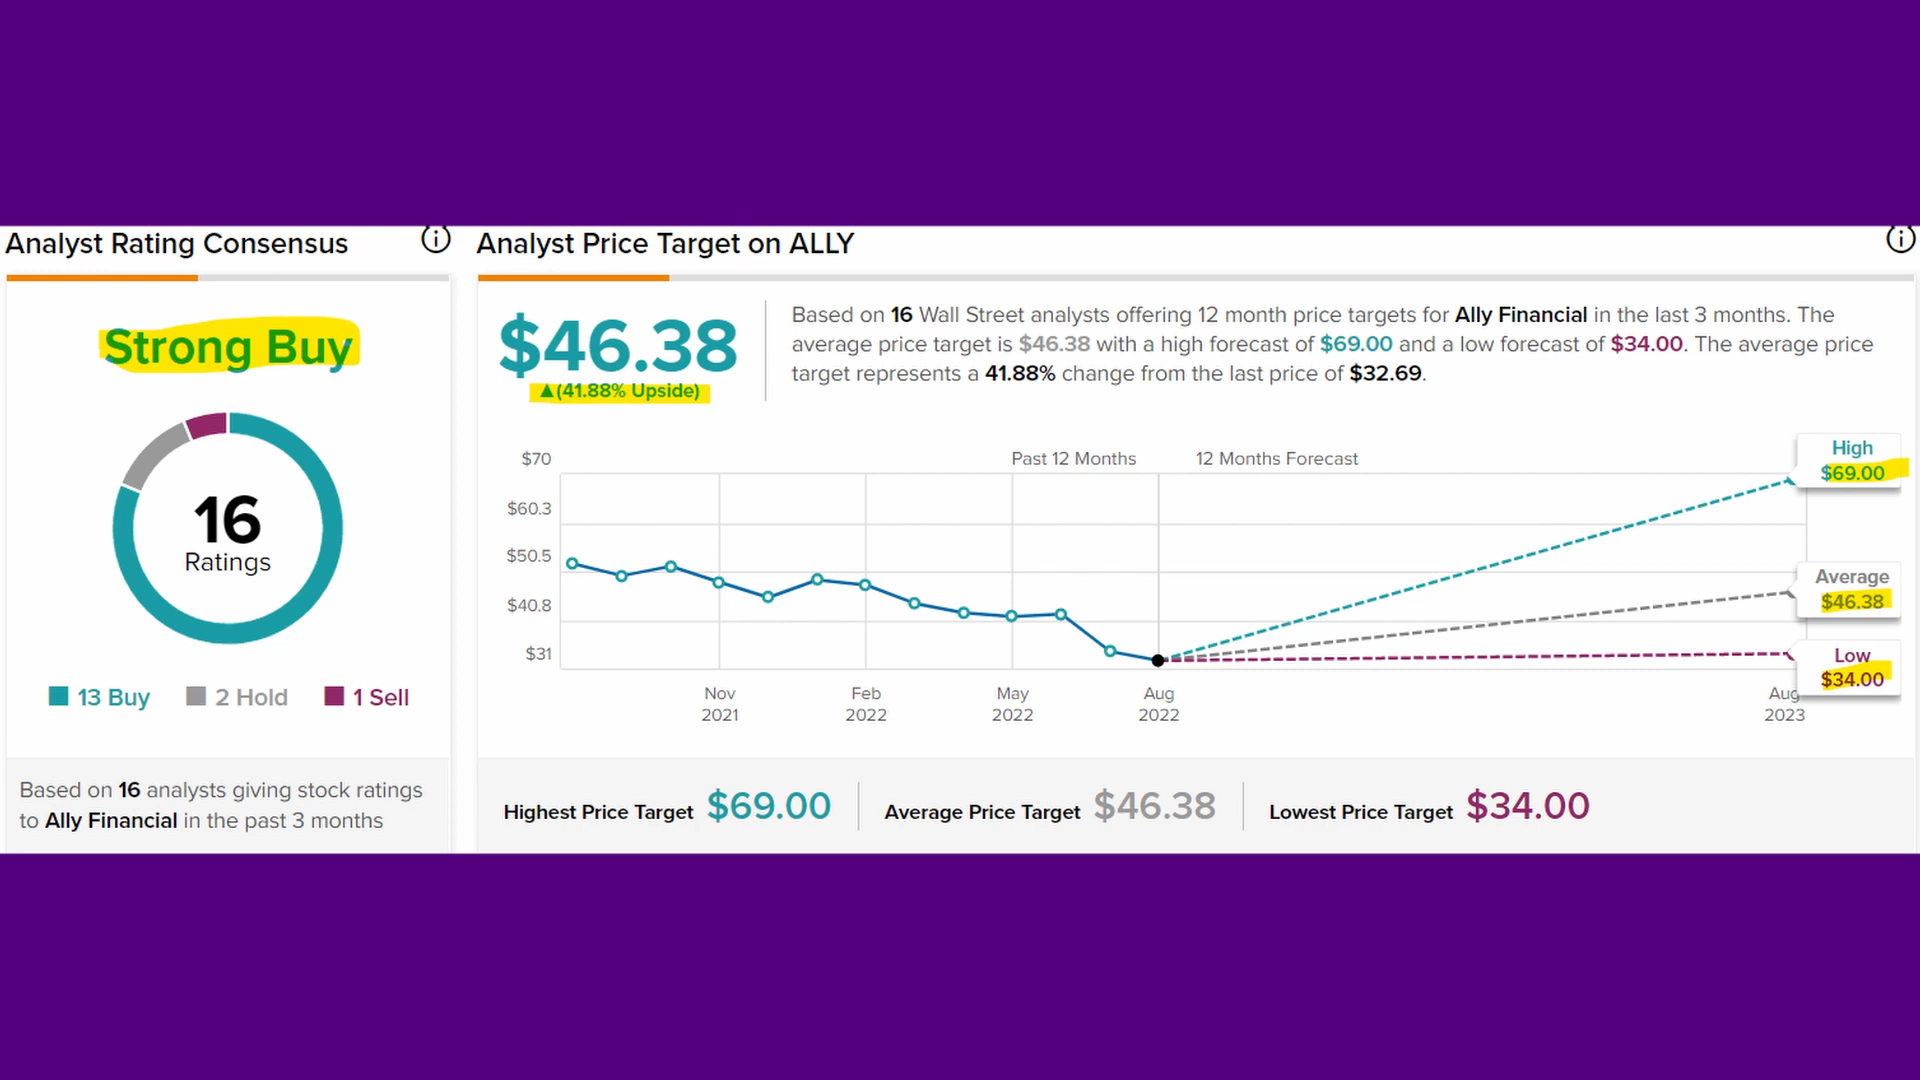 Analyst Rating Consensus
Strong Buy
16
Ratings
13 Buy 2 Hold 1 Sell
Based on 16 analysts giving stock ratings
to Ally Financial in the past 3 months
Analyst Price Target on ALLY
$46.38
▲(41.88% Upside)
Based on 16 Wall Street analysts offering 12 month price targets for Ally Financial in the last 3 months. The
average price target is $46.38 with a high forecast of $69.00 and a low forecast of $34.00. The average price
target represents a 41.88% change from the last price of $32.69.
Past 12 Months 12 Months Forecast
$70
$60.3
$50.5
$40.8
$31
High
$69.00
Average
$46.38
Low
$34.00
Nov Feb May Aug Aug
2021 2022 2022 2022 2023
Highest Price Target $69.00 Average Price Target $46.38 Lowest Price Target $34.00